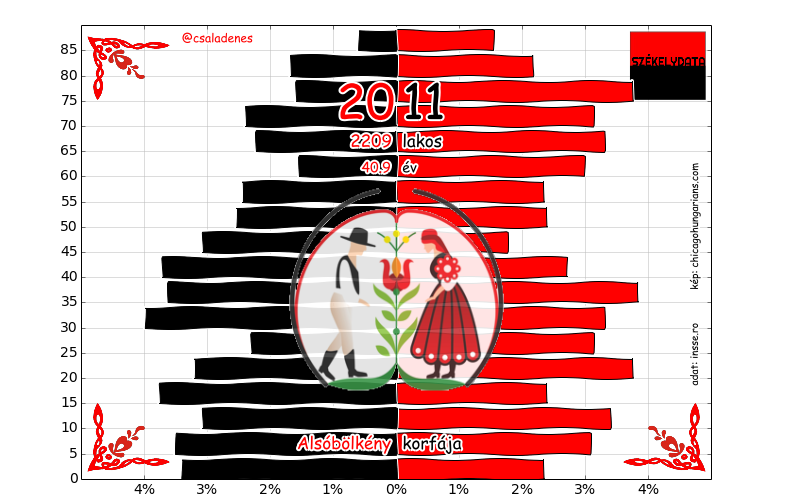 @csaladenes
SZÉKELYDATA
2011
2209 lakos
40.9 év
kép: chicagohungarians.com
adat: insse.ro
Alsóbölkény korfája
85
80
75
70
65
60
55
50
45
40
35
30
25
20
15
10
5
0
4% 3% 2% 1% 0% 1% 2% 3% 4%